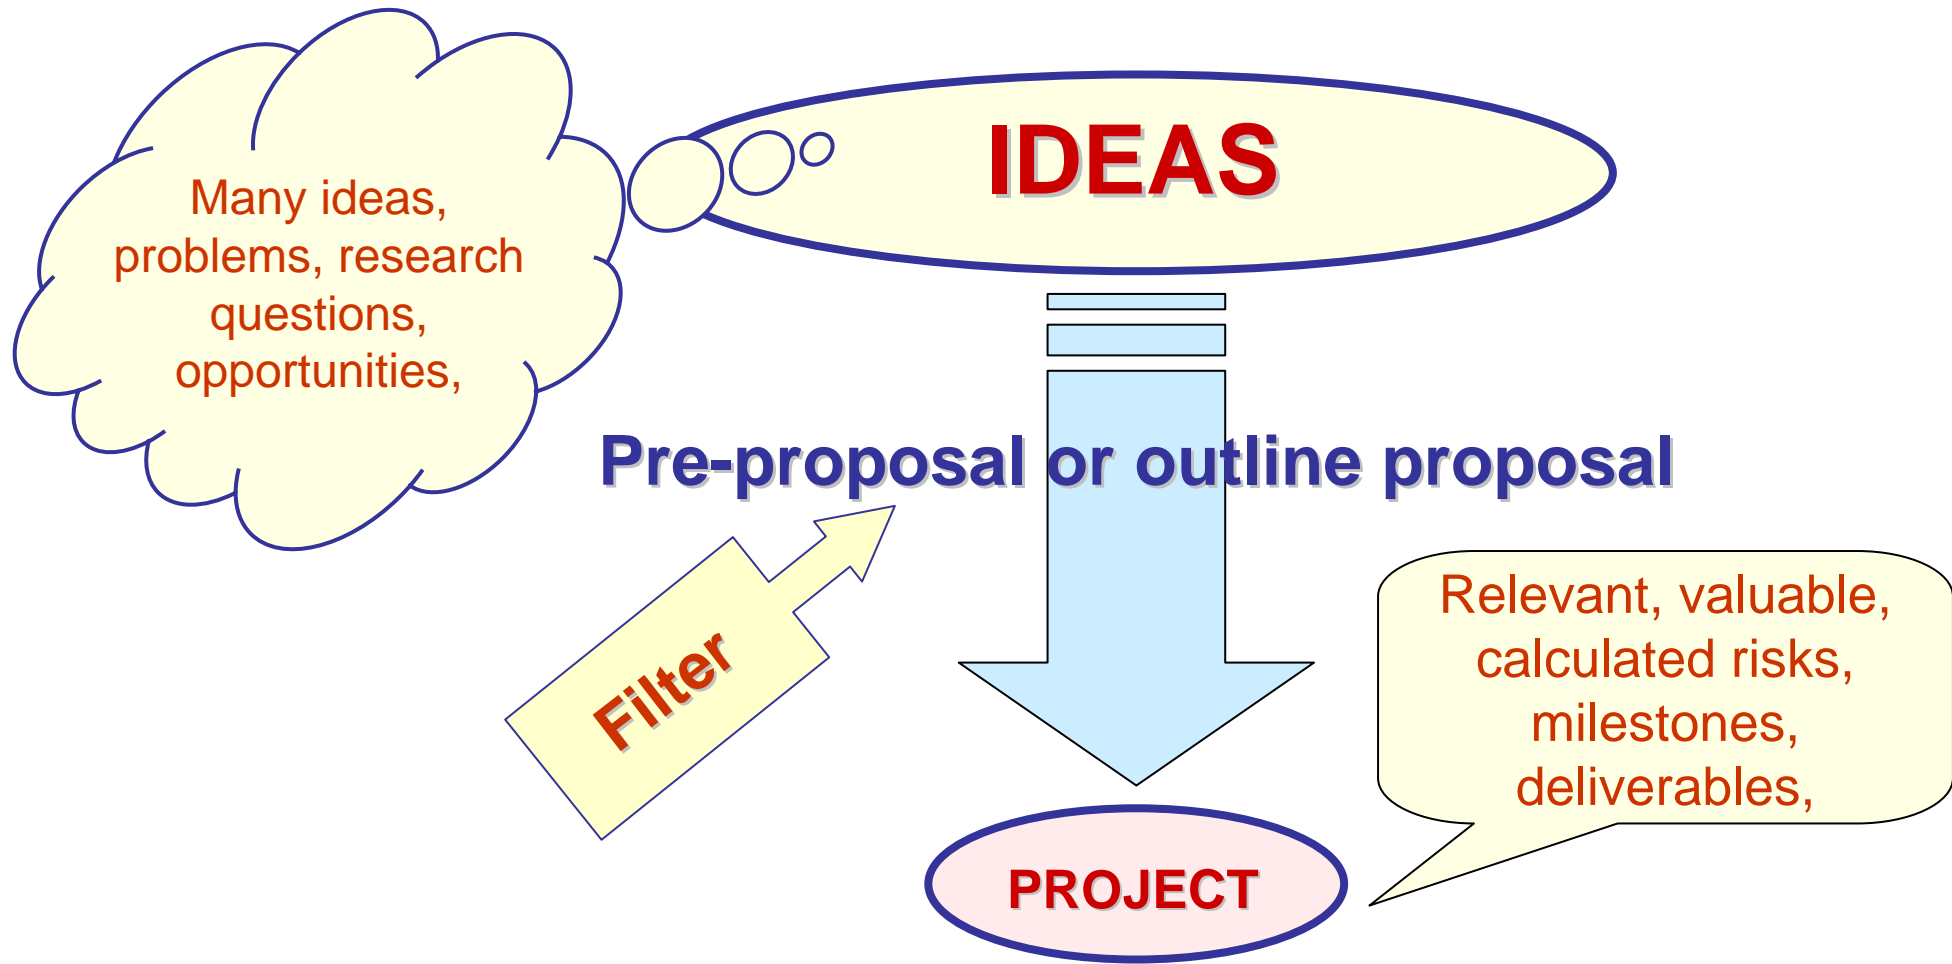 IDEAS
Many ideas,
problems, research
questions,
opportunities,
Pre-proposal or outline proposal
Filter
Relevant, valuable,
calculated risks,
milestones,
deliverables,
PROJECT